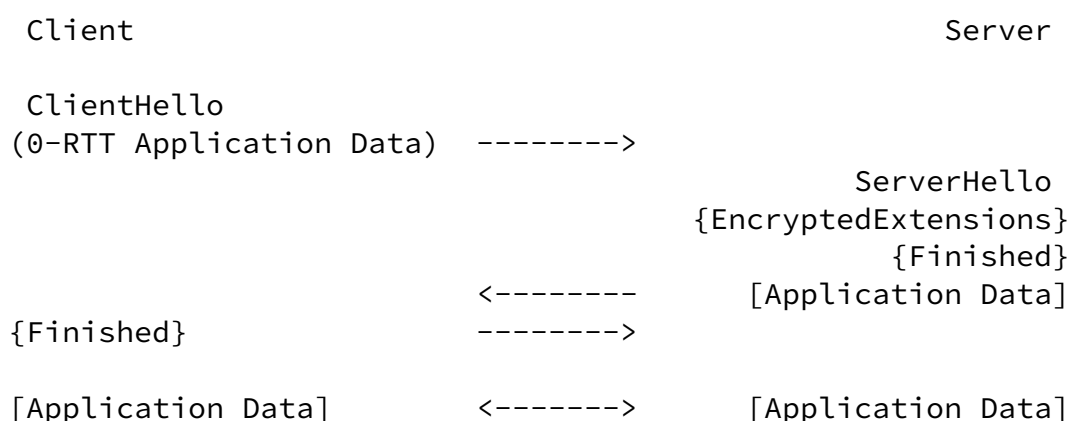 Client Server
ClientHello
(0-RTT Application Data) -------->
ServerHello
{EncryptedExtensions}
{Finished}
<-------- [Application Data]
{Finished} -------->
[Application Data] <-------> [Application Data]